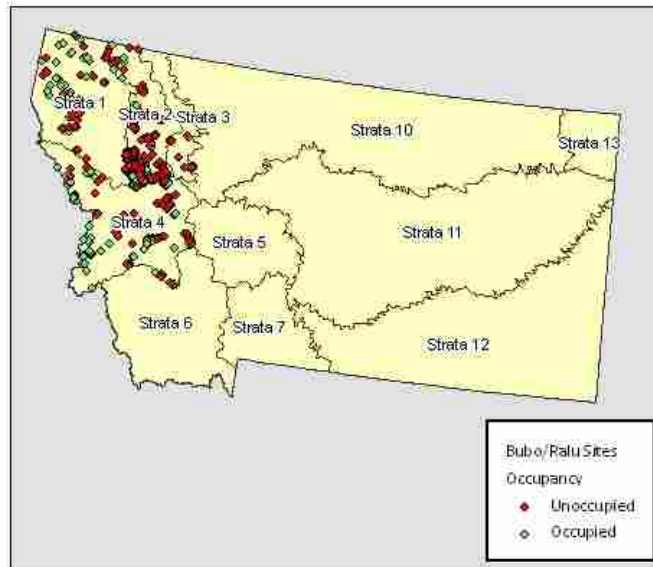 Strata 1
Strata 2
Strata 3
Strata 10
Strata 13
Strata 4
Strata 5
Strata 11
Strata 6
Strata 7
Strata 12
Bubo/Ralu Sites
Occupancy
Unoccupied
Occupied